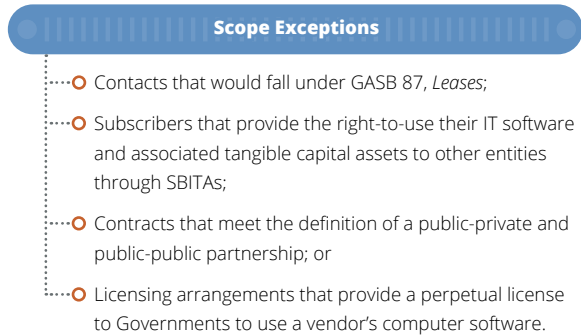 Scope Exceptions
Contacts that would fall under GASB 87, Leases;
Subscribers that provide the right-to-use their IT software
and associated tangible capital assets to other entities
through SBITAs;
Contracts that meet the definition of a public-private and
public-public partnership; or
Licensing arrangements that provide a perpetual license
to Governments to use a vendor’s computer software.